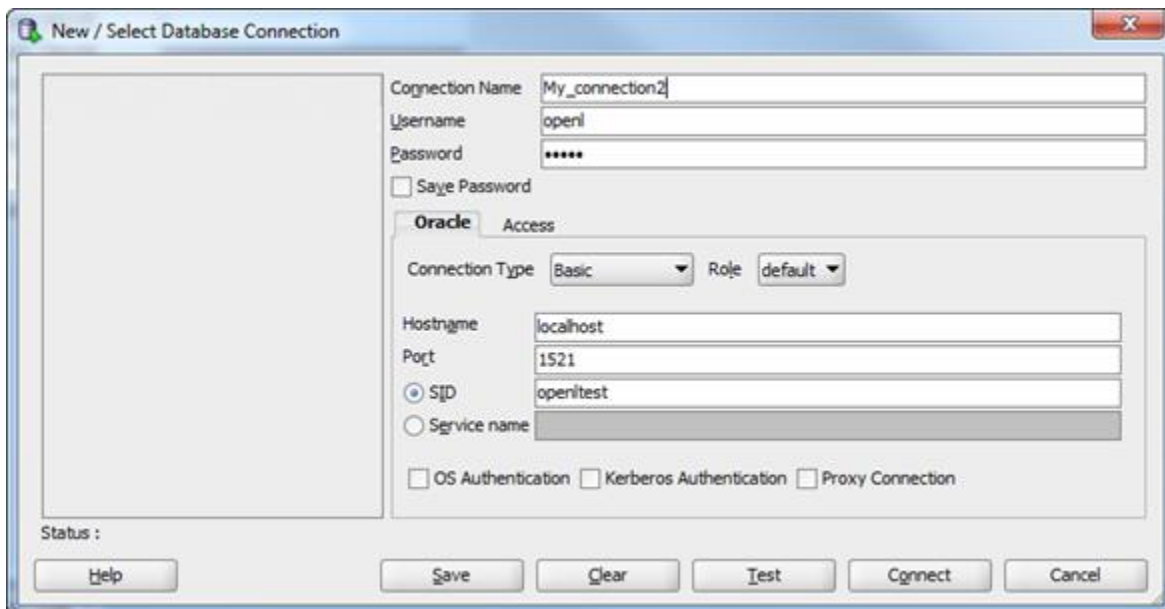 New / Select Database Connection
Connection Name My_connection2
Username openl
Password •••••
Save Password
Oracle Access
Connection Type Basic Role default
Hostname localhost
Port 1521
SID openltest
Service name
OS Authentication Kerberos Authentication Proxy Connection
Status :
Help Save Clear Test Connect Cancel